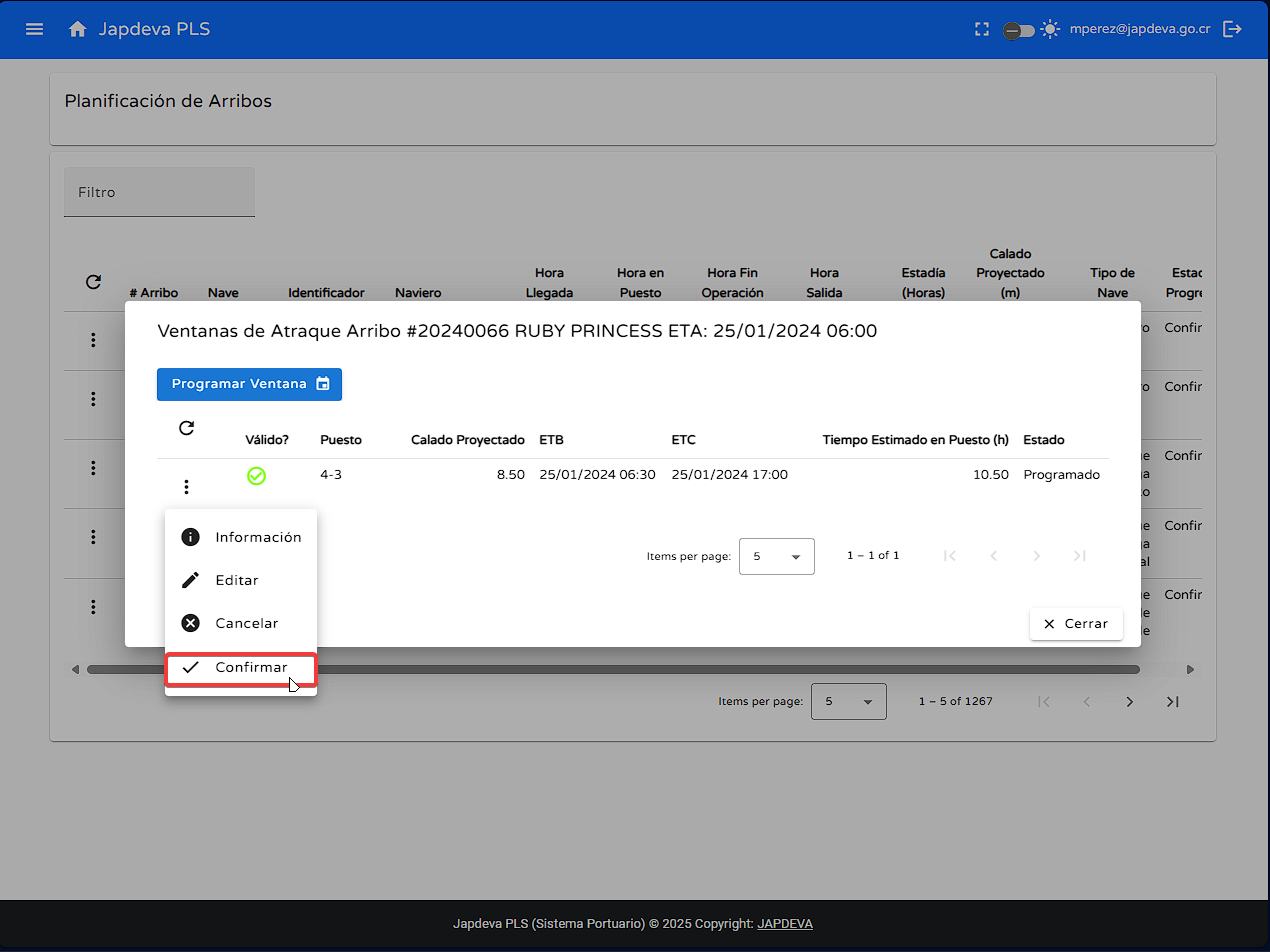 Japdeva PLS
mperez@japdeva.go.cr
Planificación de Arribos
Filtro
# Arribo Nave Identificador Naviero Hora Llegada Hora en Puesto Hora Fin Operación Hora Salida Estadía (Horas) Calado Proyectado (m) Tipo de Nave
Confir
Confir
Confir
Confir
Confir
Ventanas de Atraque Arribo #20240066 RUBY PRINCESS ETA: 25/01/2024 06:00
Programar Ventana
Válido? Puesto Calado Proyectado ETB ETC Tiempo Estimado en Puesto (h) Estado
4-3 8.50 25/01/2024 06:30 25/01/2024 17:00 10.50 Programado
Información
Editar
Cancelar
Confirmar
Items per page: 5 1 – 1 of 1
Cerrar
Items per page: 5 1 – 5 of 1267
Japdeva PLS (Sistema Portuario) © 2025 Copyright: JAPDEVA